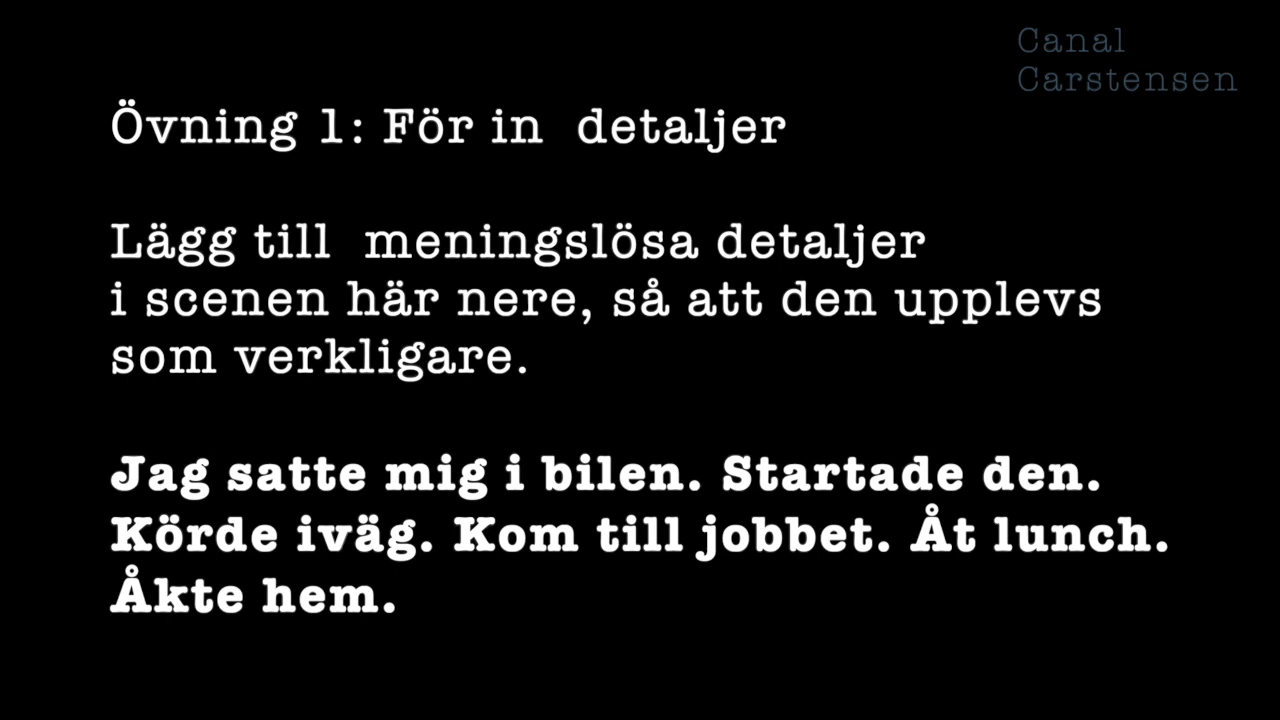 Canal
Carstensen
Övning 1: För in detaljer
Lägg till meningslösa detaljer
i scenen här nere, så att den upplevs
som verkligare.
Jag satte mig i bilen. Startade den.
Körde iväg. Kom till jobbet. Åt lunch.
Åkte hem.